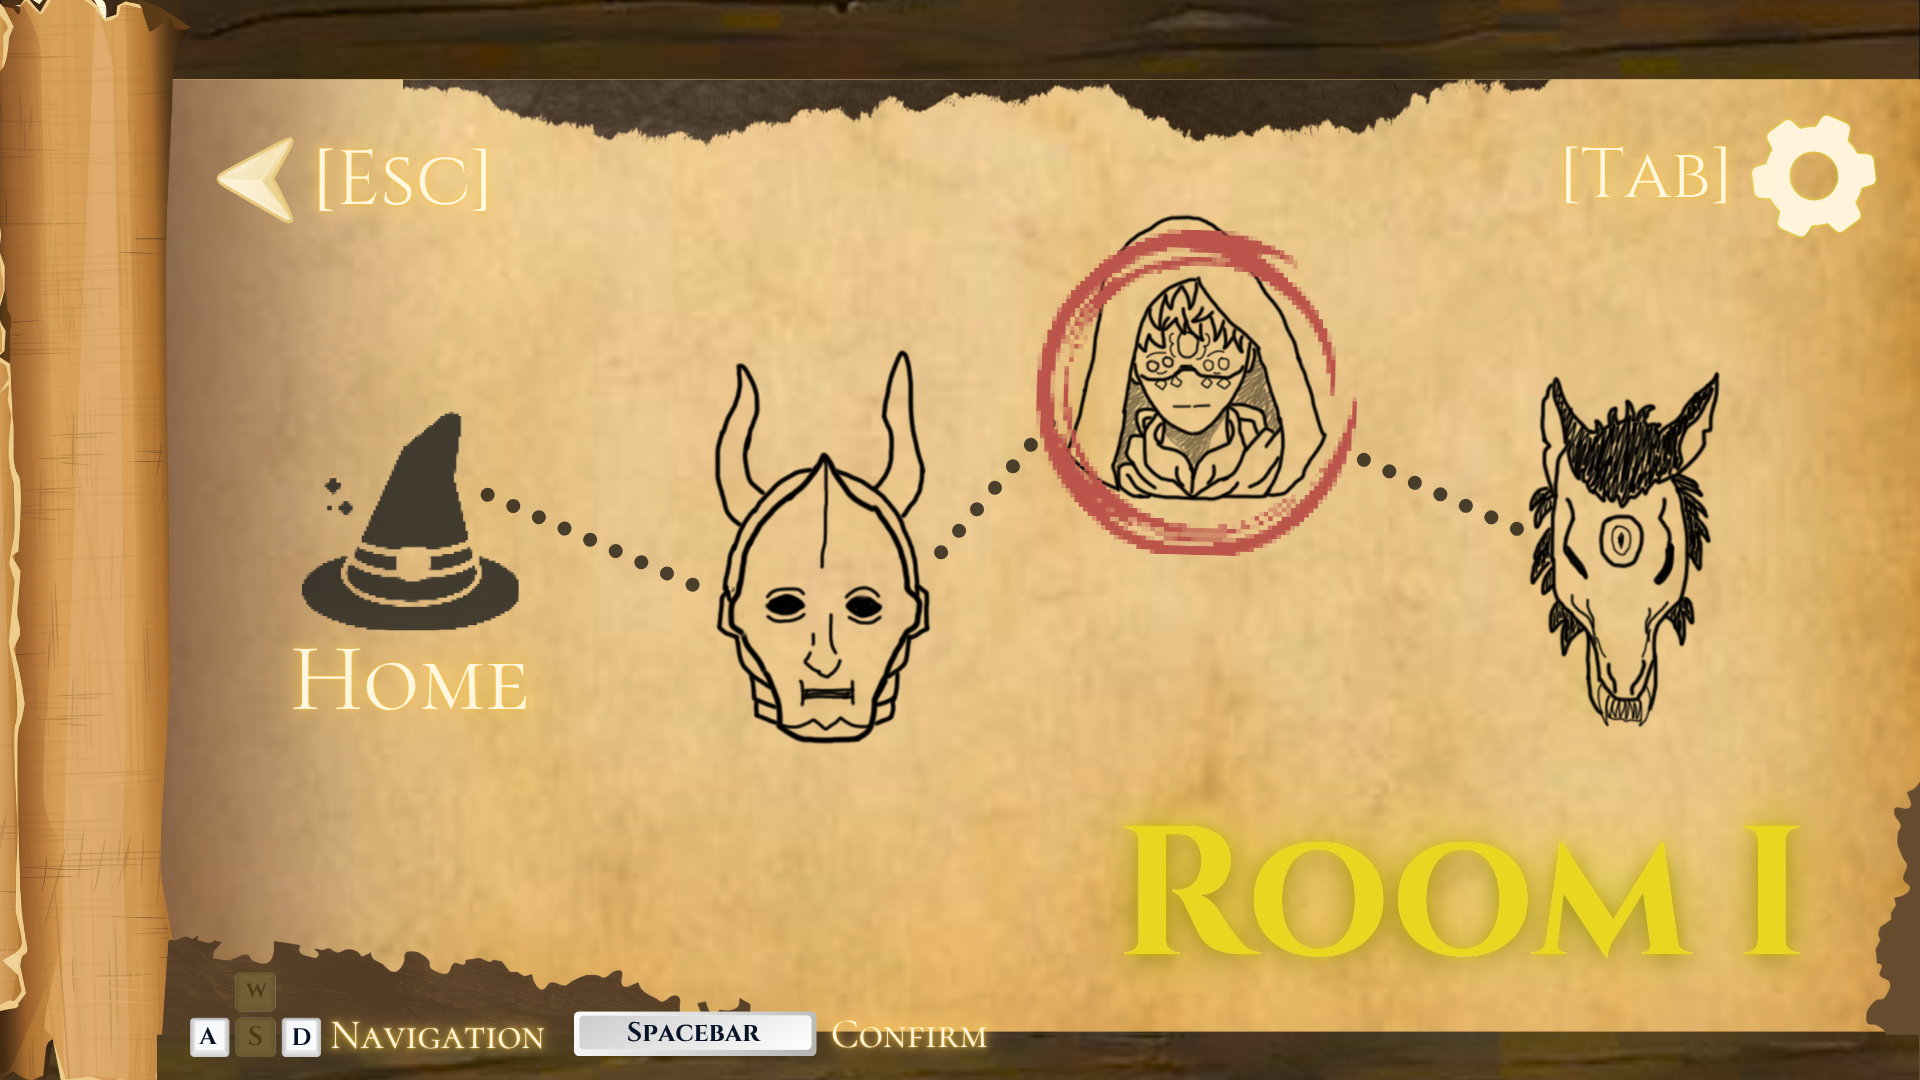 [Esc]
[Tab]
Home
Room I
W
A S D Navigation Spacebar Confirm